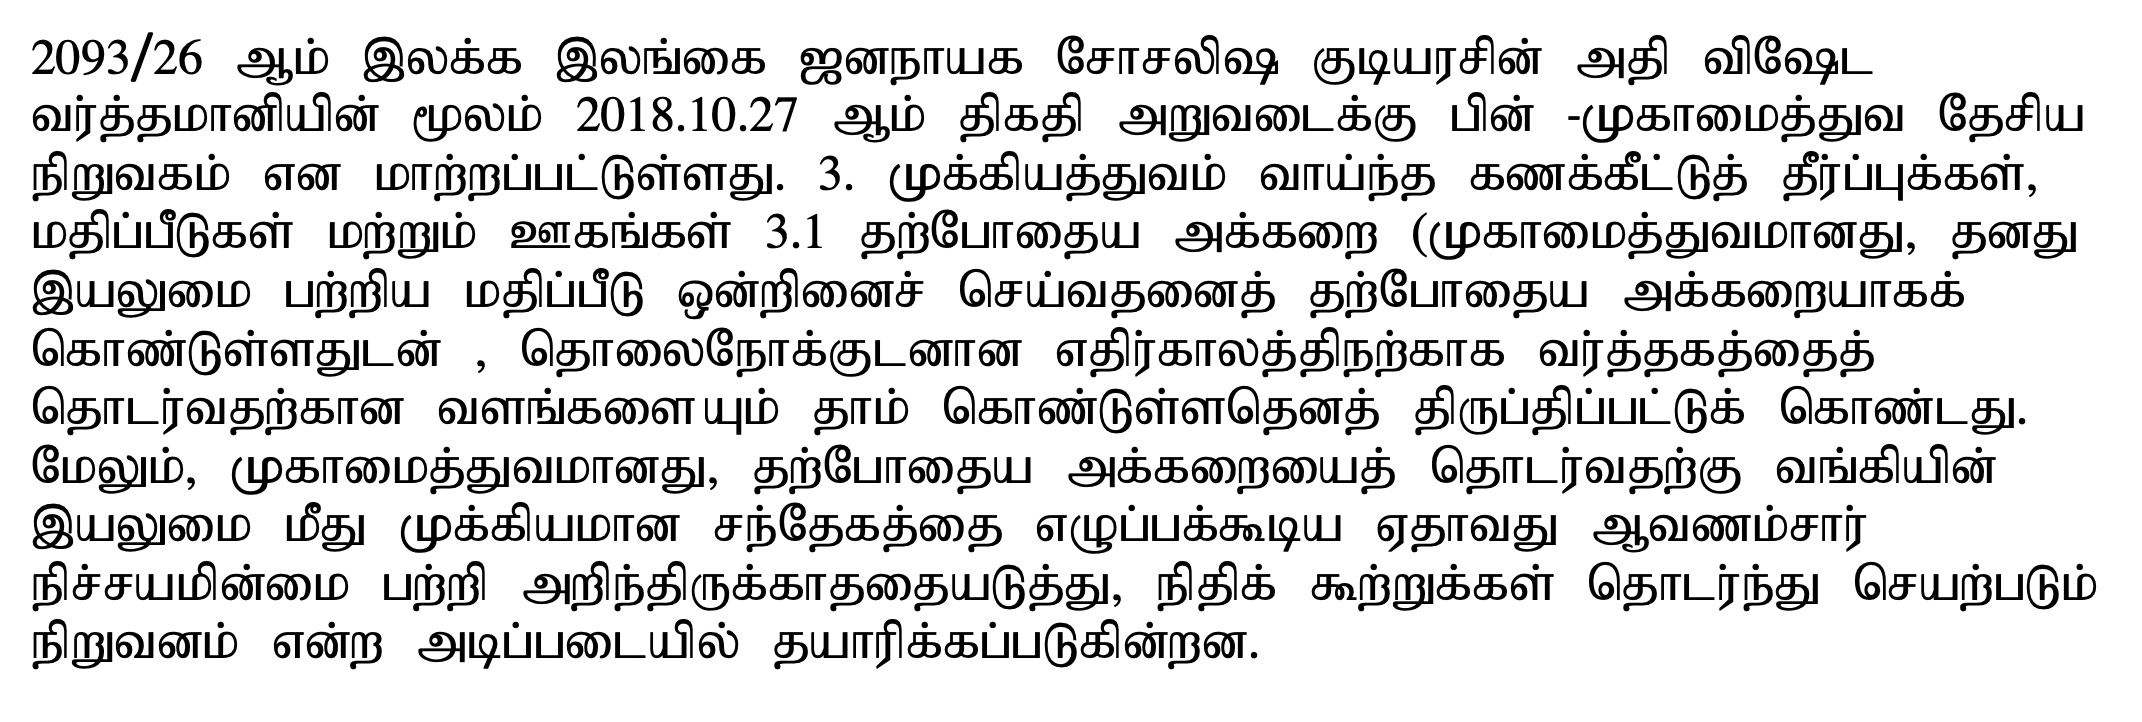 2093/26 ஆம் இலக்க இலங்கை ஜனநாயக சோசலிஷ குடியரசின் அதி விஷேட
வர்த்தமானியின் மூலம் 2018.10.27 ஆம் திகதி அறுவடைக்கு பின் -முகாமைத்துவ தேசிய
நிறுவகம் என மாற்றப்பட்டுள்ளது. 3. முக்கியத்துவம் வாய்ந்த கணக்கீட்டுத் தீர்ப்புக்கள்,
மதிப்பீடுகள் மற்றும் ஊகங்கள் 3.1 தற்போதைய அக்கறை (முகாமைத்துவமானது, தனது
இயலுமை பற்றிய மதிப்பீடு ஒன்றினைச் செய்வதனைத் தற்போதைய அக்கறையாகக்
கொண்டுள்ளதுடன் , தொலைநோக்குடனான எதிர்காலத்திநற்காக வர்த்தகத்தைத்
தொடர்வதற்கான வளங்களையும் தாம் கொண்டுள்ளதெனத் திருப்திப்பட்டுக் கொண்டது.
மேலும், முகாமைத்துவமானது, தற்போதைய அக்கறையைத் தொடர்வதற்கு வங்கியின்
இயலுமை மீது முக்கியமான சந்தேகத்தை எழுப்பக்கூடிய ஏதாவது ஆவணம்சார்
நிச்சயமின்மை பற்றி அறிந்திருக்காததையடுத்து, நிதிக் கூற்றுக்கள் தொடர்ந்து செயற்படும்
நிறுவனம் என்ற அடிப்படையில் தயாரிக்கப்படுகின்றன.